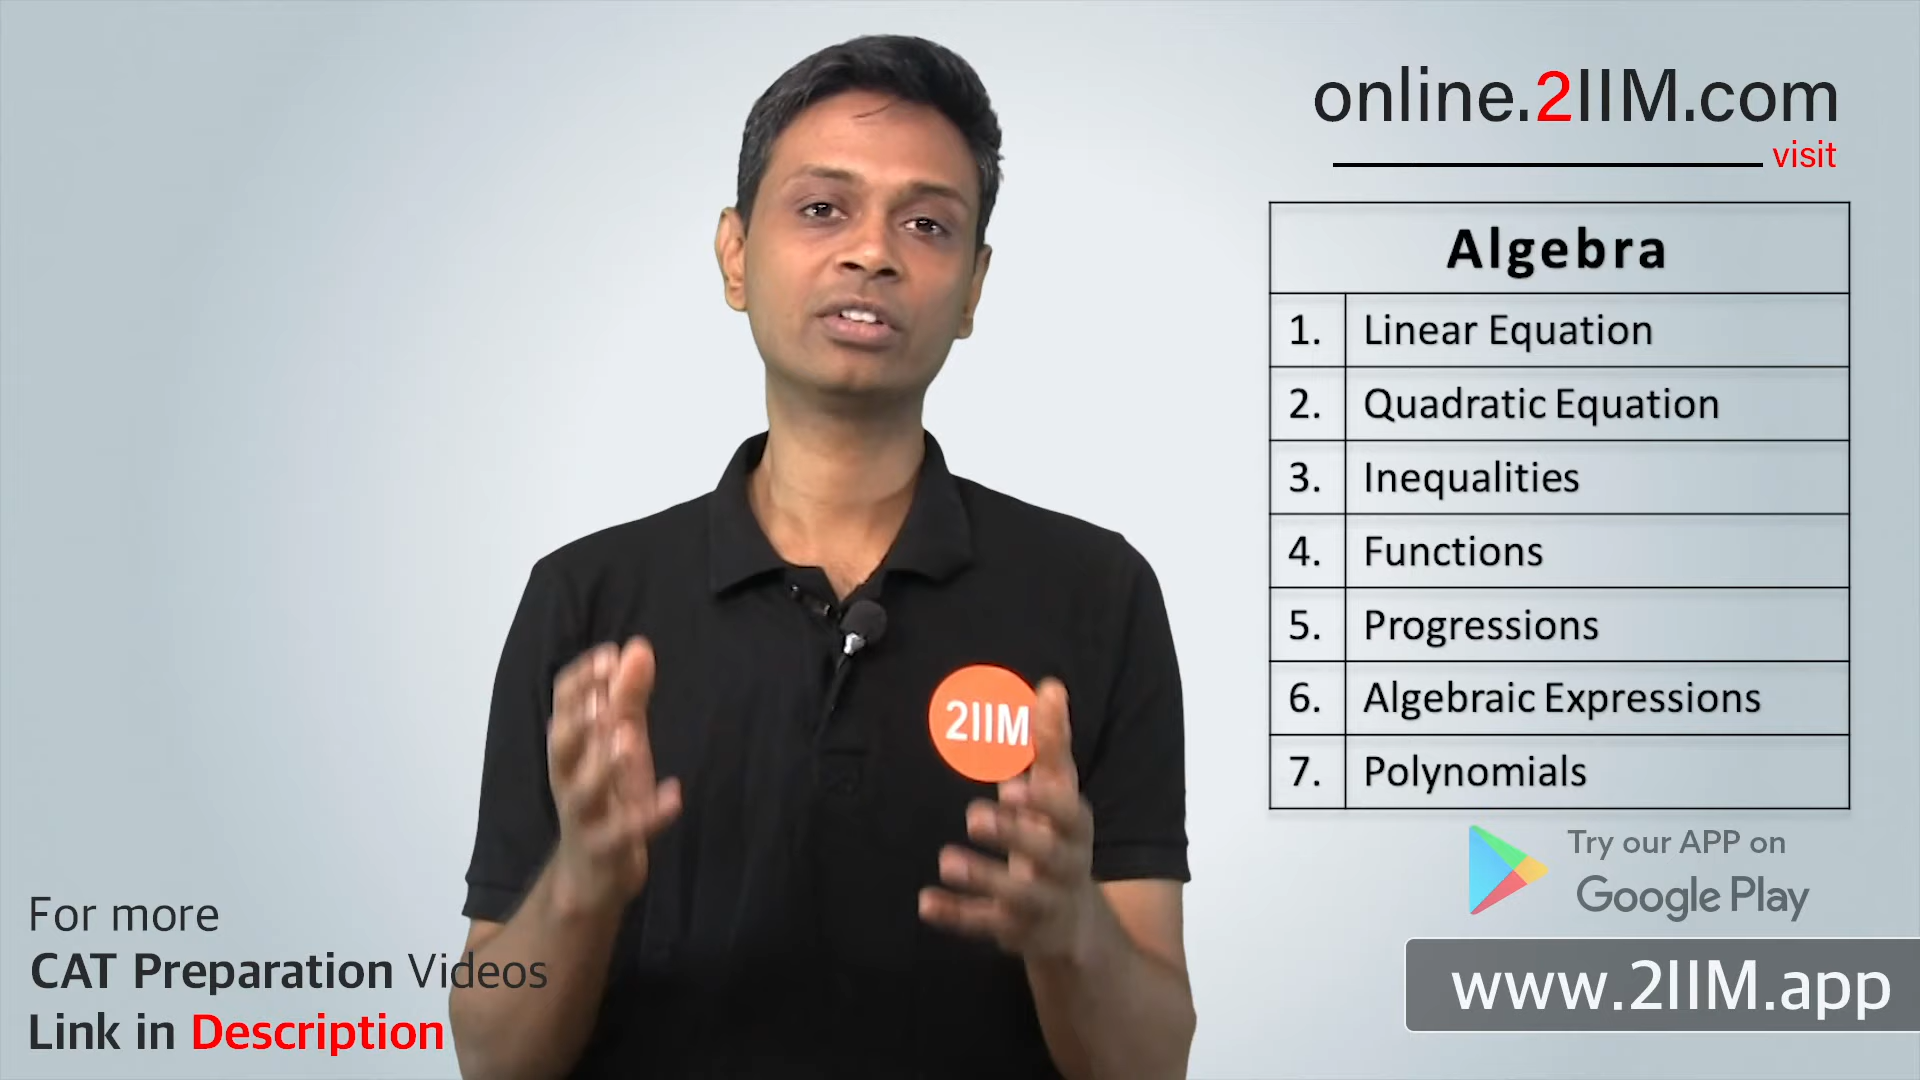 online.2IIM.com
visit
Algebra
1. Linear Equation
2. Quadratic Equation
3. Inequalities
4. Functions
5. Progressions
6. Algebraic Expressions
7. Polynomials
2IIM
Try our APP on
Google Play
www.2IIM.app
For more
CAT Preparation Videos
Link in Description